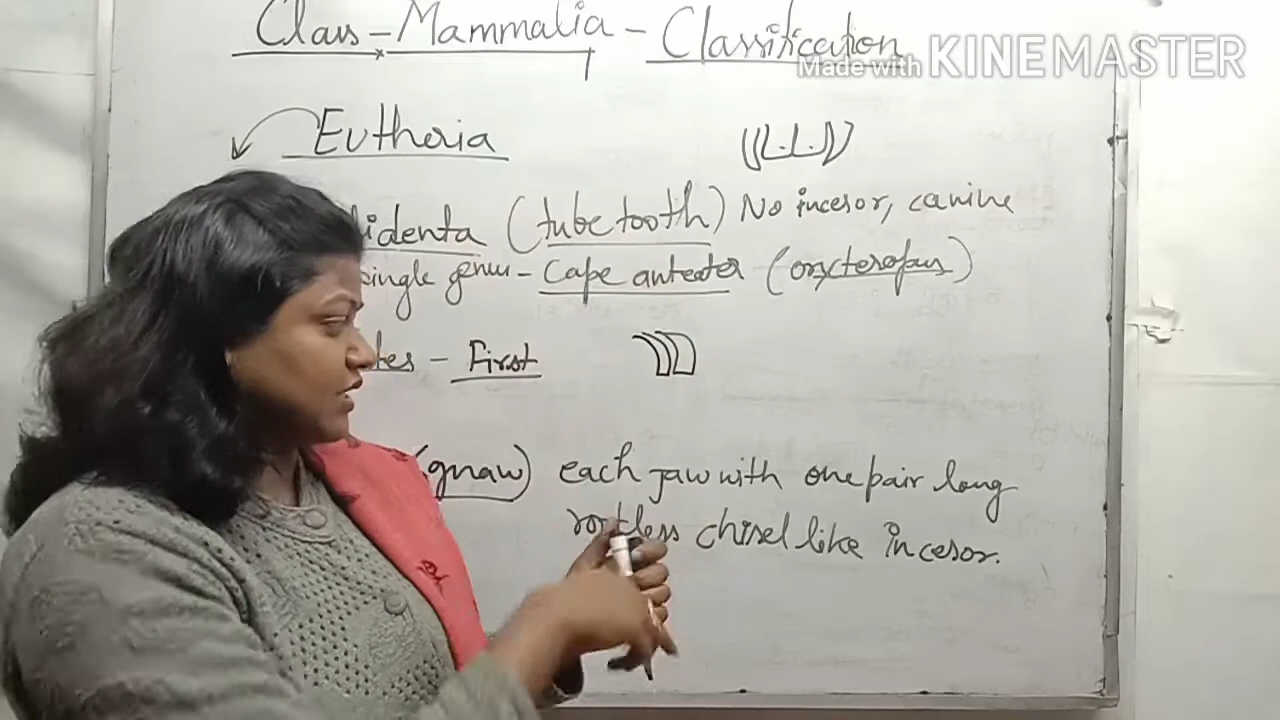 Class - Mammalia - Classification
Made with KINEMASTER
Eutheria
identa (tube tooth) No incesor, canine
single genus - Cape anteater (orycteropus)
tes - First
(gnaw) each jaw with one pair long
rootless chisel like incesor.